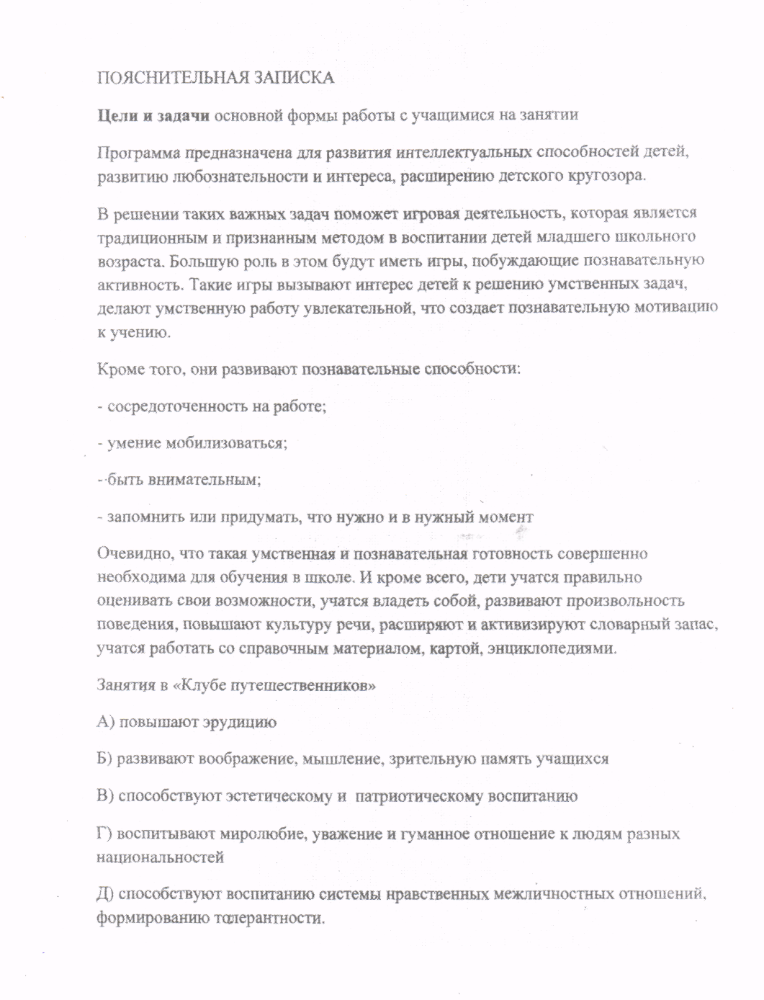 ПОЯСНИТЕЛЬНАЯ ЗАПИСКА
Цели и задачи основной формы работы с учащимися на занятии
Программа предназначена для развития интеллектуальных способностей детей,
развитию любознательности и интереса, расширению детского кругозора.
В решении таких важных задач поможет игровая деятельность, которая является
традиционным и признанным методом в воспитании детей младшего школьного
возраста. Большую роль в этом будут иметь игры, побуждающие познавательную
активность. Такие игры вызывают интерес детей к решению умственных задач,
делают умственную работу увлекательной, что создает познавательную мотивацию
к учению.
Кроме того, они развивают познавательные способности:
- сосредоточенность на работе;
- умение мобилизоваться;
- быть внимательным;
- запомнить или придумать, что нужно и в нужный момент
Очевидно, что такая умственная и познавательная готовность совершенно
необходима для обучения в школе. И кроме всего, дети учатся правильно
оценивать свои возможности, учатся владеть собой, развивают произвольность
поведения, повышают культуру речи, расширяют и активизируют словарный запас,
учатся работать со справочным материалом, картой, энциклопедиями.
Занятия в «Клубе путешественников»
А) повышают эрудицию
Б) развивают воображение, мышление, зрительную память учащихся
В) способствуют эстетическому и  патриотическому воспитанию
Г) воспитывают миролюбие, уважение и гуманное отношение к людям разных
национальностей
Д) способствуют воспитанию системы нравственных межличностных отношений,
формированию толерантности.